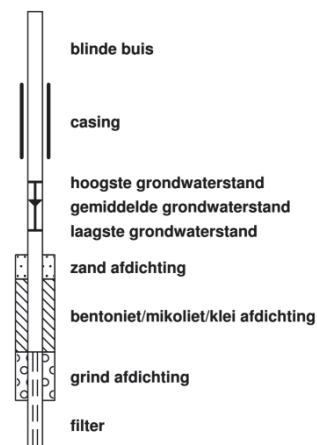 blinde buis
casing
hoogste grondwaterstand
gemiddelde grondwaterstand
laagste grondwaterstand
zand afdichting
bentoniet/mikoliet/klei afdichting
grind afdichting
filter